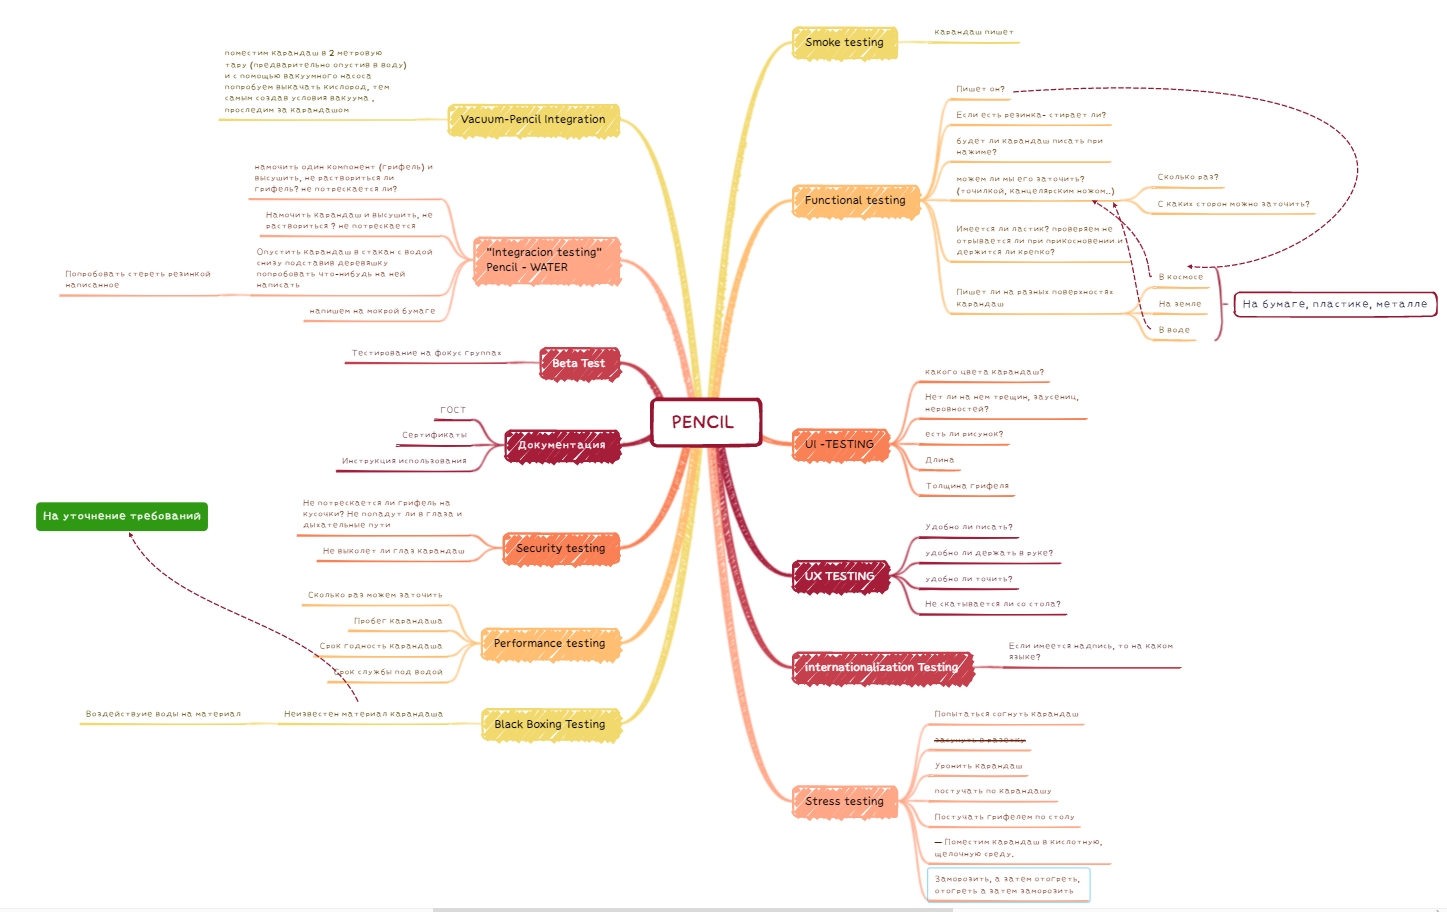 PENCIL
Smoke testing
карандаш пишет
Functional testing
Пишет он?
Если есть резинка- стирает ли?
будет ли карандаш писать при
нажиме?
можем ли мы его заточить?
(точилкой, канцелярским ножом..)
Сколько раз?
С каких сторон можно заточить?
Имеется ли ластик? проверяем не
отрывается ли при прикосновении и
держится ли крепко?
Пишет ли на разных поверхностях
карандаш
В космосе
На земле
В воде
На бумаге, пластике, металле
UI -TESTING
какого цвета карандаш?
Нет ли на нем трещин, заусениц,
неровностей?
есть ли рисунок?
Длина
Толщина грифеля
UX TESTING
Удобно ли писать?
удобно ли держать в руке?
удобно ли точить?
Не скатывается ли со стола?
internationalization Testing
Если имеется надпись, то на каком
языке?
Stress testing
Попытаться согнуть карандаш
засунуть в разетку
Уронить карандаш
постучать по карандашу
Постучать грифелем по столу
— Поместим карандаш в кислотную,
щелочную среду.
Заморозить, а затем отогреть,
отогреть а затем заморозить
Vacuum-Pencil Integration
поместим карандаш в 2 метровую
тару (предварительно опустив в воду)
и с помощью вакуумного насоса
попробуем выкачать кислород, тем
самым создав условия вакуума ,
проследим за карандашом
"Integracion testing"
Pencil - WATER
намочить один компонент (грифель) и
высушить, не раствориться ли
грифель? не потрескается ли?
Намочить карандаш и высушить, не
раствориться ? не потрескается
Опустить карандаш в стакан с водой
снизу подставив деревяшку
попробовать что-нибудь на ней
написать
Попробовать стереть резинкой
написанное
напишем на мокрой бумаге
Beta Test
Тестирование на фокус группах
Документация
ГОСТ
Сертификаты
Инструкция использования
Security testing
Не потрескается ли грифель на
кусочки? Не попадут ли в глаза и
дыхательные пути
Не выколет ли глаз карандаш
Performance testing
Сколько раз можем заточить
Пробег карандаша
Срок годность карандаша
Срок службы под водой
Black Boxing Testing
Неизвестен материал карандаша
Воздействуие воды на материал
На уточнение требований